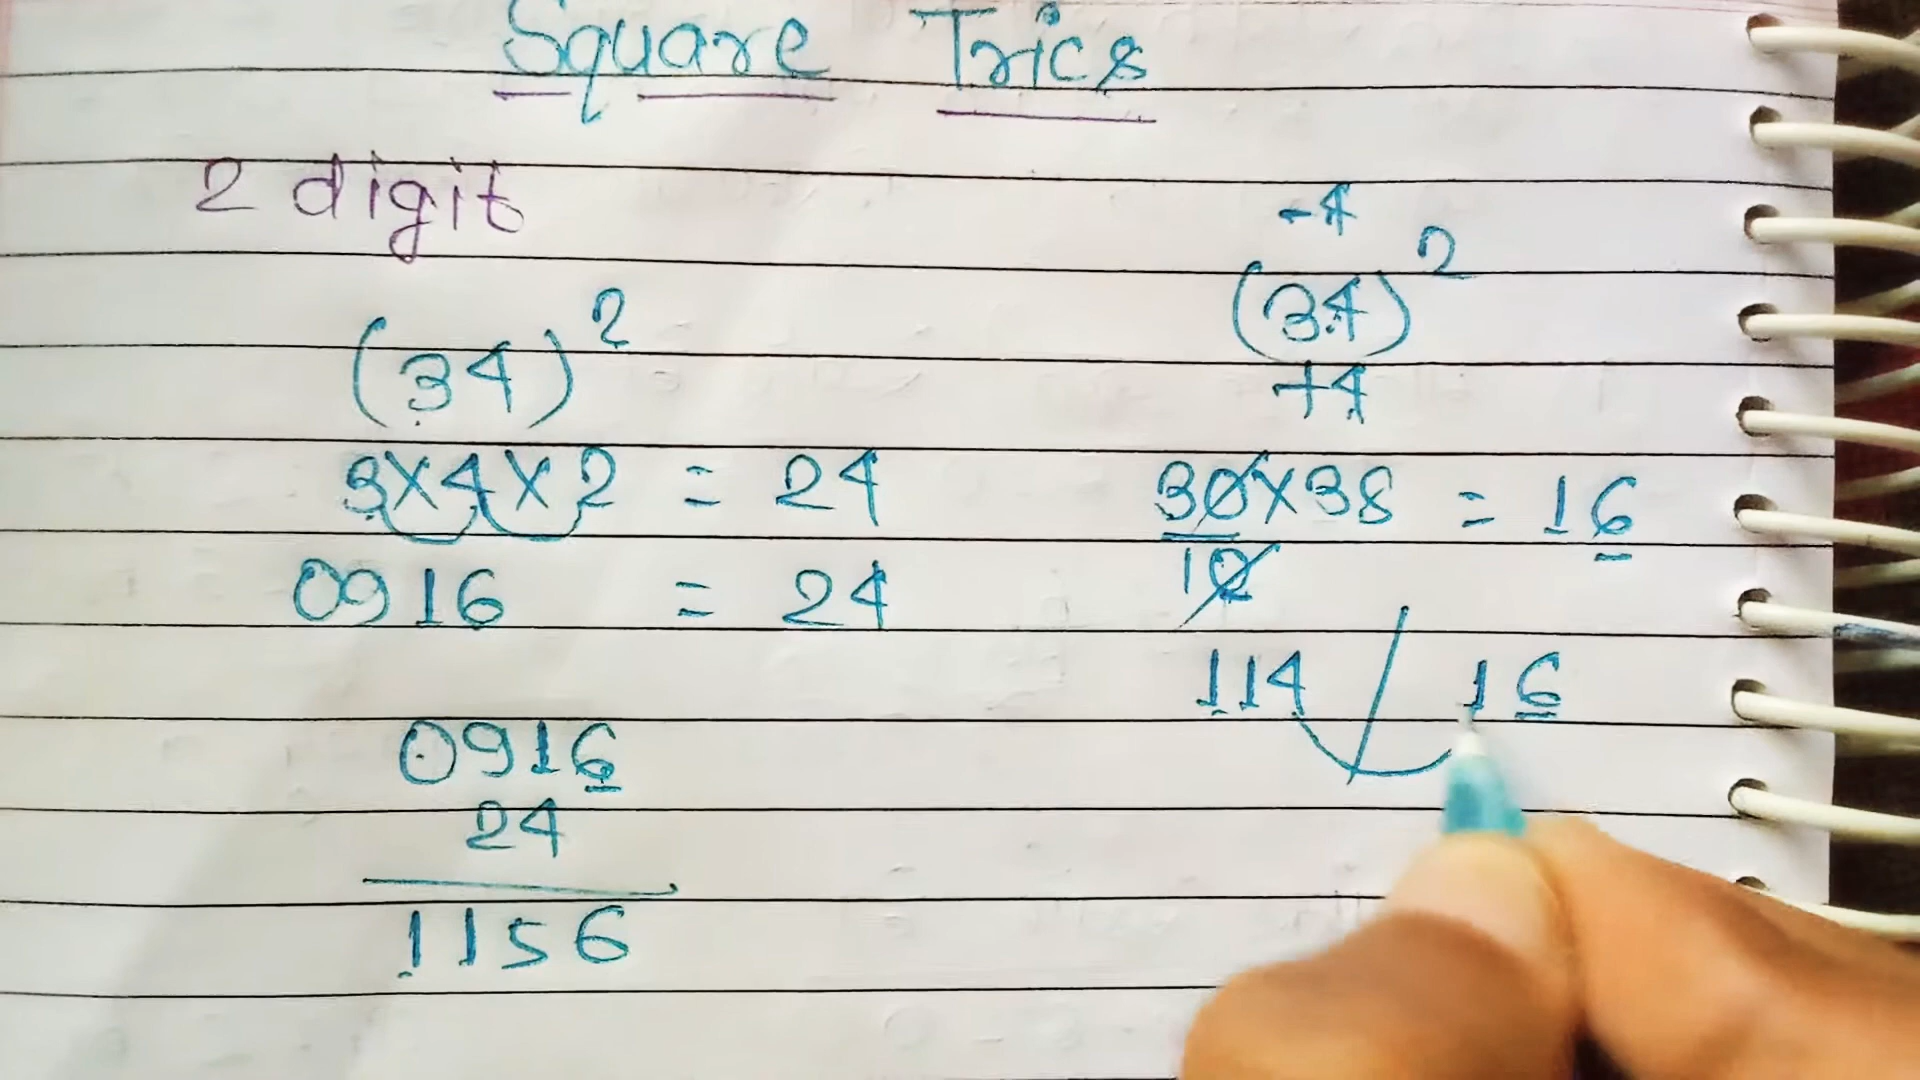 Square Trics
2 digit
(34)²
3×4×2 = 24
0916 = 24
0916
24
1156
-4
(34)²
+4
30×38 = 16
12
114 / 16